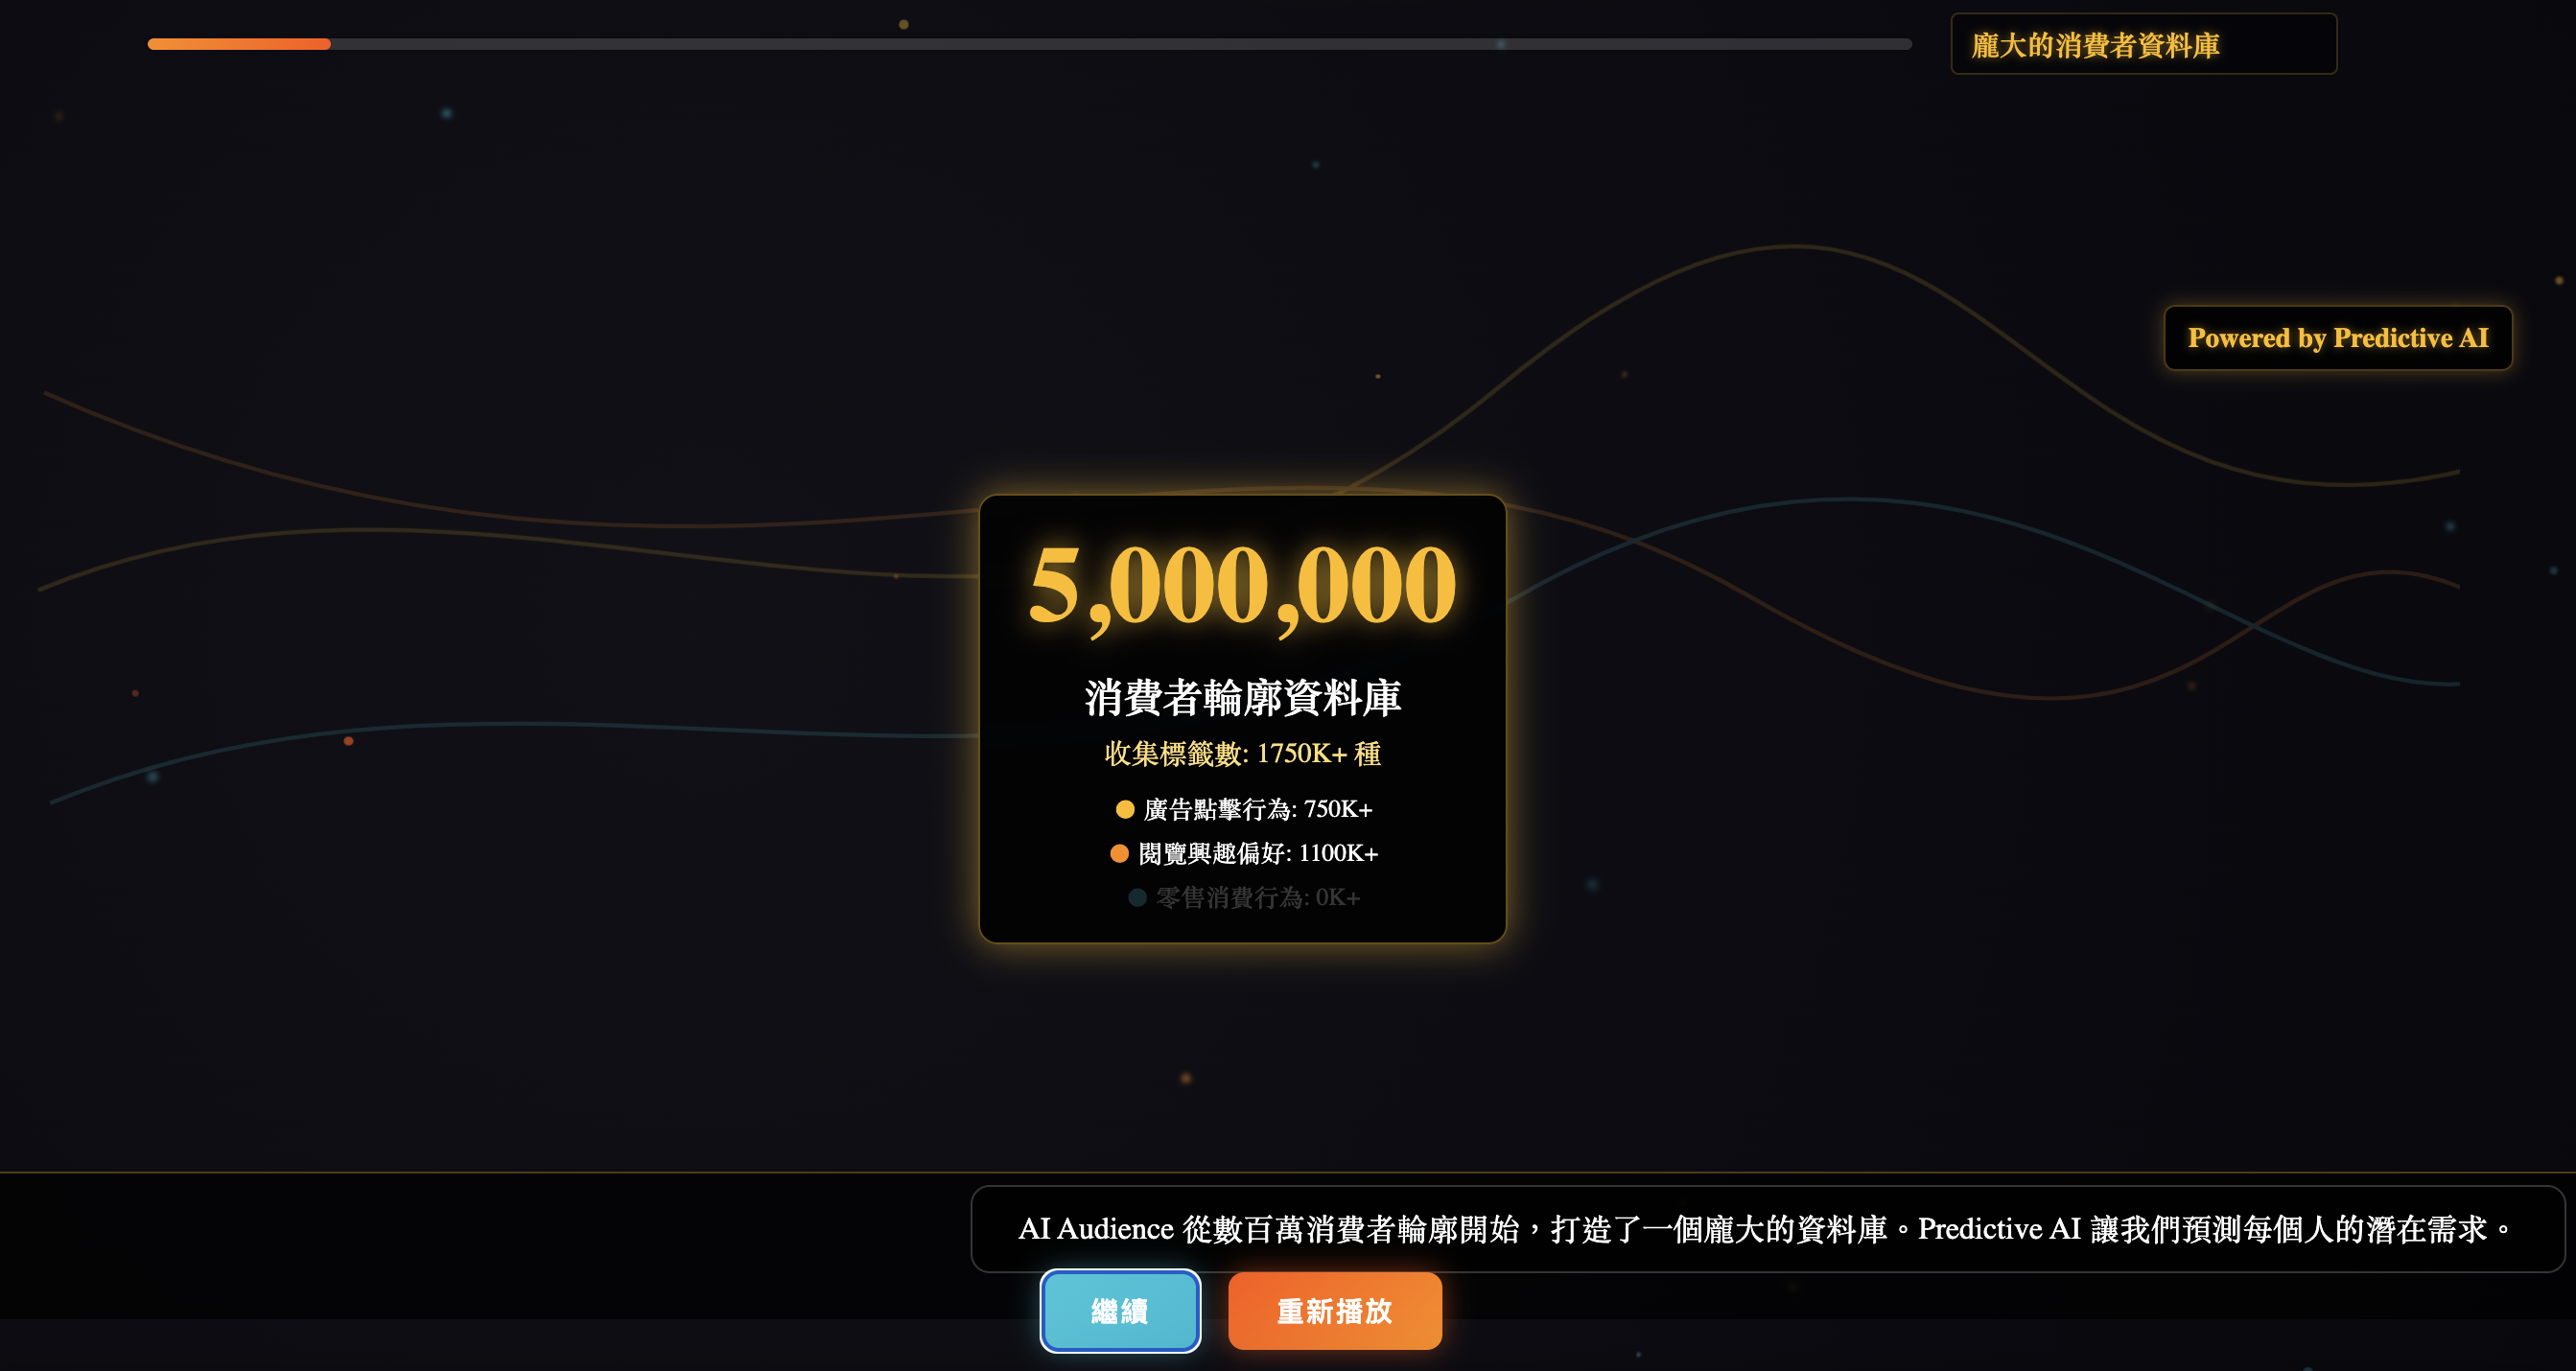 龐大的消費者資料庫
Powered by Predictive AI
5,000,000
消費者輪廓資料庫
收集標籤數: 1750K+ 種
廣告點擊行為: 750K+
閱覽興趣偏好: 1100K+
零售消費行為: 0K+
AI Audience 從數百萬消費者輪廓開始，打造了一個龐大的資料庫。Predictive AI 讓我們預測每個人的潛在需求。
繼續
重新播放